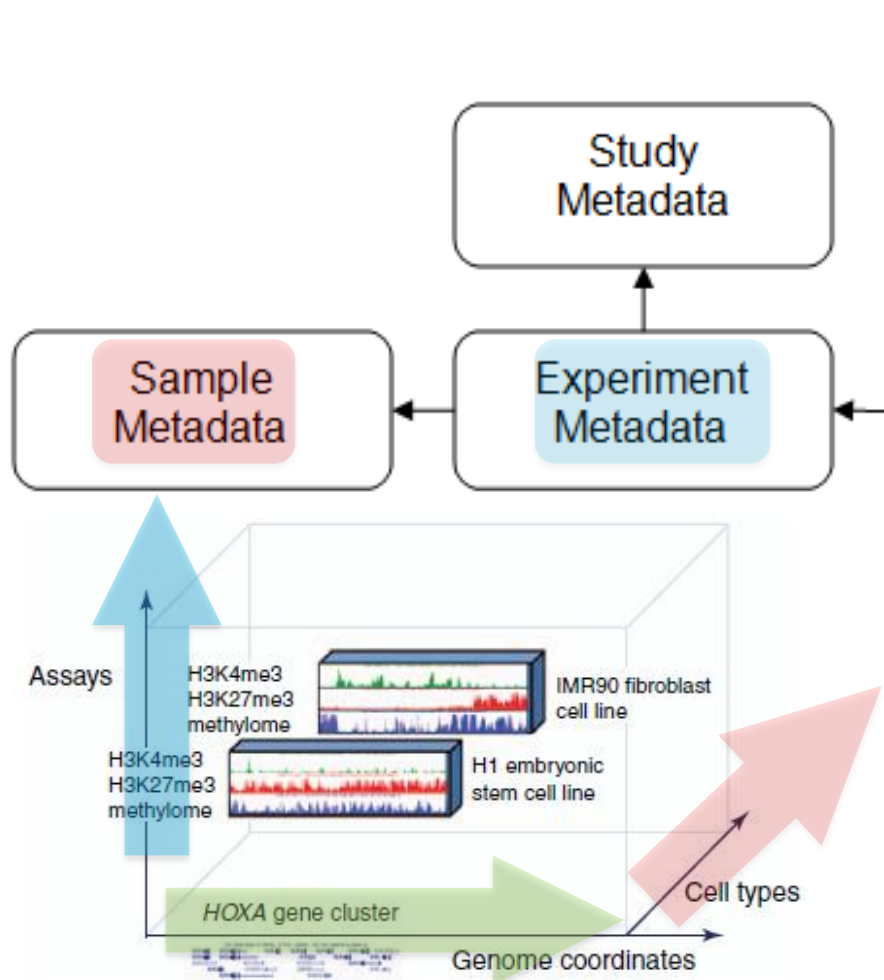 Study
Metadata
Sample
Metadata
Experiment
Metadata
Assays
H3K4me3
H3K27me3
methylome
IMR90 fibroblast
cell line
H3K4me3
H3K27me3
methylome
H1 embryonic
stem cell line
Cell types
HOXA gene cluster
Genome coordinates